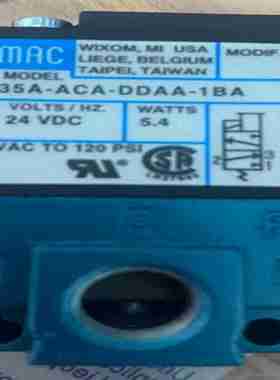 MAC
WIXOM, MI USA
LIEGE, BELGIUM
TAIPEI, TAIWAN
MODIF
MODEL
35A-ACA-DDAA-1BA
VOLTS / HZ.
WATTS
24 VDC
5.4
VAC TO 120 PSI